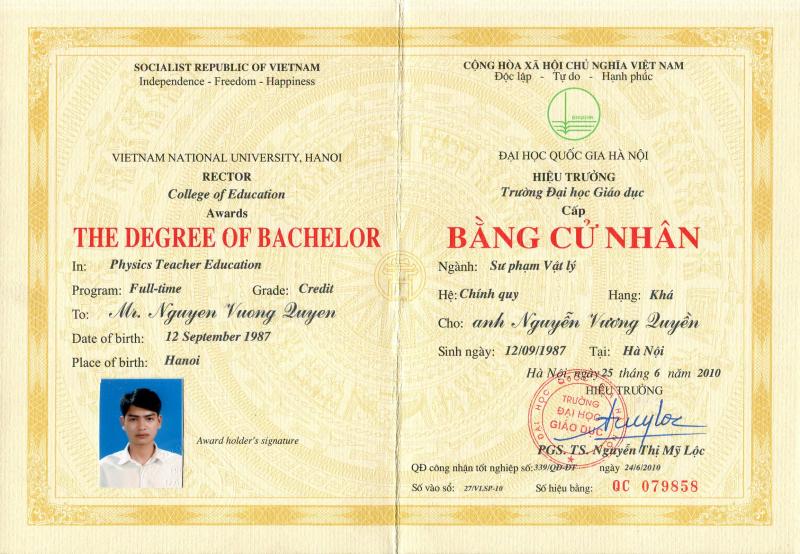 SOCIALIST REPUBLIC OF VIETNAM
Independence - Freedom - Happiness
VIETNAM NATIONAL UNIVERSITY, HANOI
RECTOR
College of Education
Awards
THE DEGREE OF BACHELOR
In: Physics Teacher Education
Program: Full-time Grade: Credit
To: Mr. Nguyen Vuong Quyen
Date of birth: 12 September 1987
Place of birth: Hanoi
Award holder's signature
CỘNG HÒA XÃ HỘI CHỦ NGHĨA VIỆT NAM
Độc lập - Tự do - Hạnh phúc
ĐẠI HỌC QUỐC GIA HÀ NỘI
HIỆU TRƯỞNG
Trường Đại học Giáo dục
Cấp
BẰNG CỬ NHÂN
Ngành: Sư phạm Vật lý
Hệ: Chính quy Hạng: Khá
Cho: anh Nguyễn Vương Quyền
Sinh ngày: 12/09/1987 Tại: Hà Nội
Hà Nội, ngày 25 tháng 6 năm 2010
HIỆU TRƯỞNG
TRƯỜNG
ĐẠI HỌC
GIÁO DỤC
PGS. TS. Nguyễn Thị Mỹ Lộc
QĐ công nhận tốt nghiệp số: 339/QĐ-ĐT ngày 24/6/2010
Số vào sổ: 27/VLSP-10 Số hiệu bằng: QC 079858